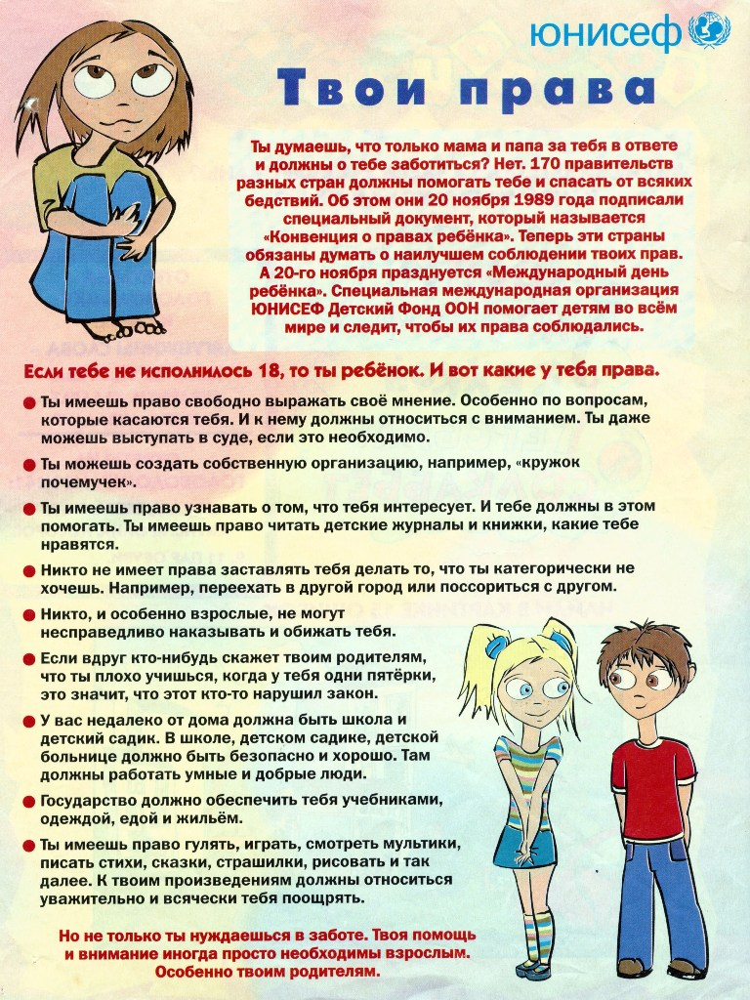 юнисеф
Твои права
Ты думаешь, что только мама и папа за тебя в ответе
и должны о тебе заботиться? Нет. 170 правительств
разных стран должны помогать тебе и спасать от всяких
бедствий. Об этом они 20 ноября 1989 года подписали
специальный документ, который называется
«Конвенция о правах ребёнка». Теперь эти страны
обязаны думать о наилучшем соблюдении твоих прав.
А 20-го ноября празднуется «Международный день
ребёнка». Специальная международная организация
ЮНИСЕФ Детский Фонд ООН помогает детям во всём
мире и следит, чтобы их права соблюдались.
Если тебе не исполнилось 18, то ты ребёнок. И вот какие у тебя права.
● Ты имеешь право свободно выражать своё мнение. Особенно по вопросам,
которые касаются тебя. И к нему должны относиться с вниманием. Ты даже
можешь выступать в суде, если это необходимо.
● Ты можешь создать собственную организацию, например, «кружок
почемучек».
● Ты имеешь право узнавать о том, что тебя интересует. И тебе должны в этом
помогать. Ты имеешь право читать детские журналы и книжки, какие тебе
нравятся.
● Никто не имеет права заставлять тебя делать то, что ты категорически не
хочешь. Например, переехать в другой город или поссориться с другом.
● Никто, и особенно взрослые, не могут
несправедливо наказывать и обижать тебя.
● Если вдруг кто-нибудь скажет твоим родителям,
что ты плохо учишься, когда у тебя одни пятёрки,
это значит, что этот кто-то нарушил закон.
● У вас недалеко от дома должна быть школа и
детский садик. В школе, детском садике, детской
больнице должно быть безопасно и хорошо. Там
должны работать умные и добрые люди.
● Государство должно обеспечить тебя учебниками,
одеждой, едой и жильём.
● Ты имеешь право гулять, играть, смотреть мультики,
писать стихи, сказки, страшилки, рисовать и так
далее. К твоим произведениям должны относиться
уважительно и всячески тебя поощрять.
Но не только ты нуждаешься в заботе. Твоя помощь
и внимание иногда просто необходимы взрослым.
Особенно твоим родителям.